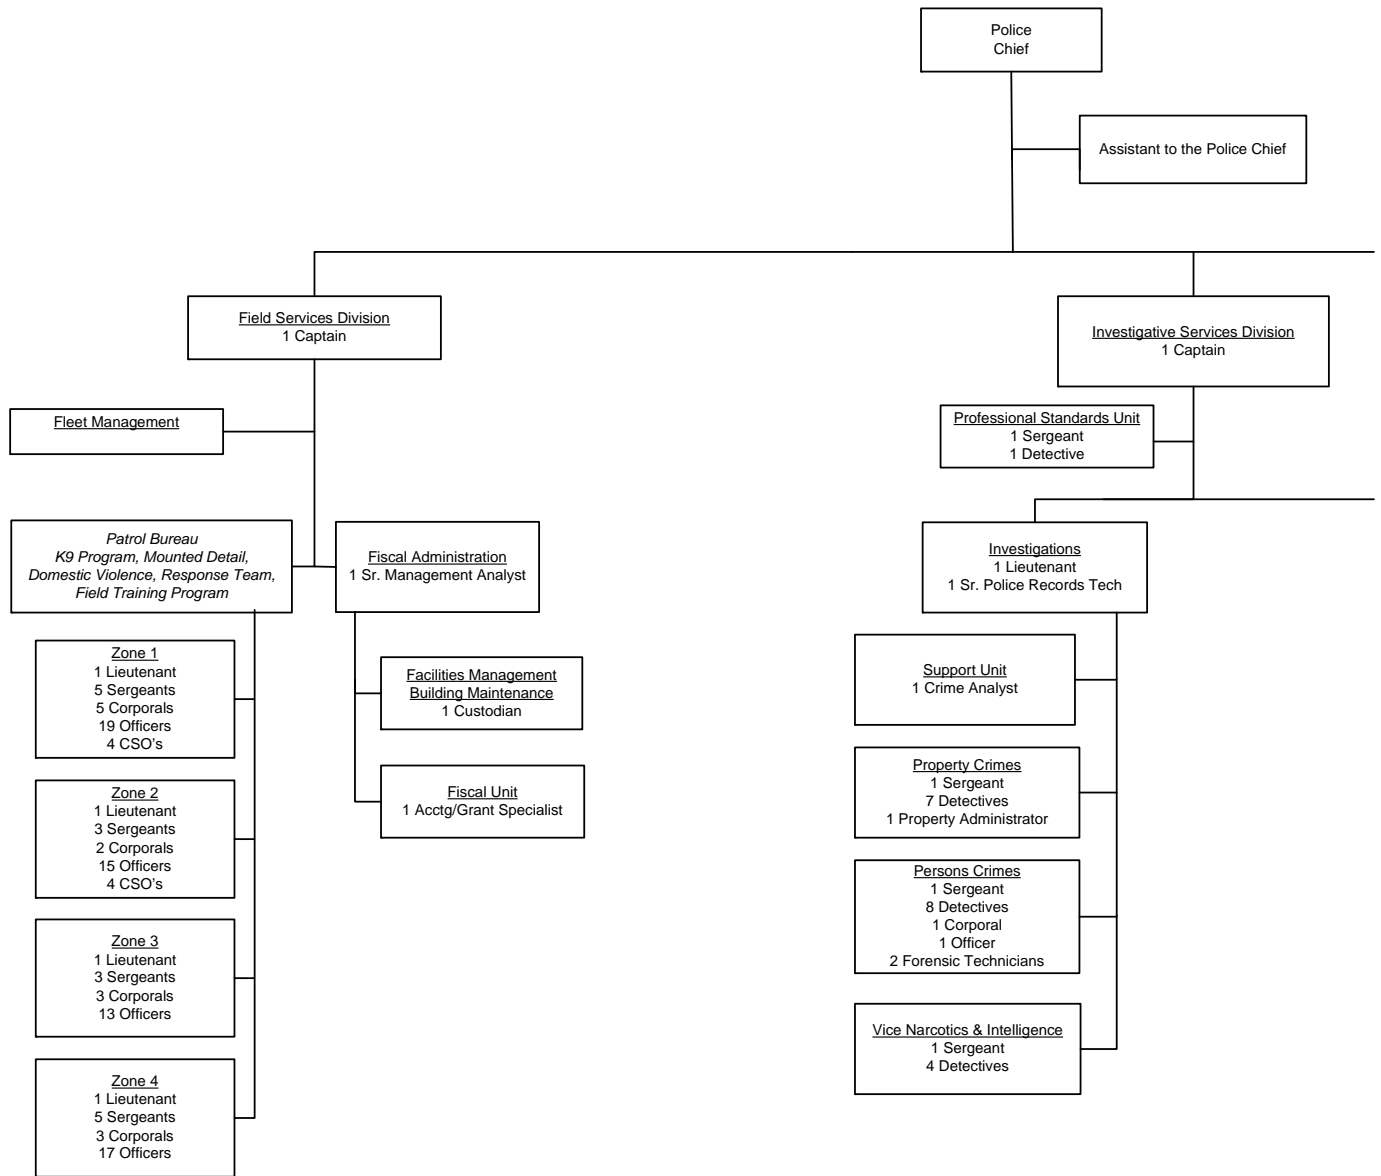 Police
Chief
Assistant to the Police Chief
Field Services Division
1 Captain
Investigative Services Division
1 Captain
Fleet Management
Professional Standards Unit
1 Sergeant
1 Detective
Patrol Bureau
K9 Program, Mounted Detail,
Domestic Violence, Response Team,
Field Training Program
Fiscal Administration
1 Sr. Management Analyst
Investigations
1 Lieutenant
1 Sr. Police Records Tech
Zone 1
1 Lieutenant
5 Sergeants
5 Corporals
19 Officers
4 CSO's
Facilities Management
Building Maintenance
1 Custodian
Support Unit
1 Crime Analyst
Zone 2
1 Lieutenant
3 Sergeants
2 Corporals
15 Officers
4 CSO's
Fiscal Unit
1 Acctg/Grant Specialist
Property Crimes
1 Sergeant
7 Detectives
1 Property Administrator
Persons Crimes
1 Sergeant
8 Detectives
1 Corporal
1 Officer
2 Forensic Technicians
Zone 3
1 Lieutenant
3 Sergeants
3 Corporals
13 Officers
Vice Narcotics & Intelligence
1 Sergeant
4 Detectives
Zone 4
1 Lieutenant
5 Sergeants
3 Corporals
17 Officers